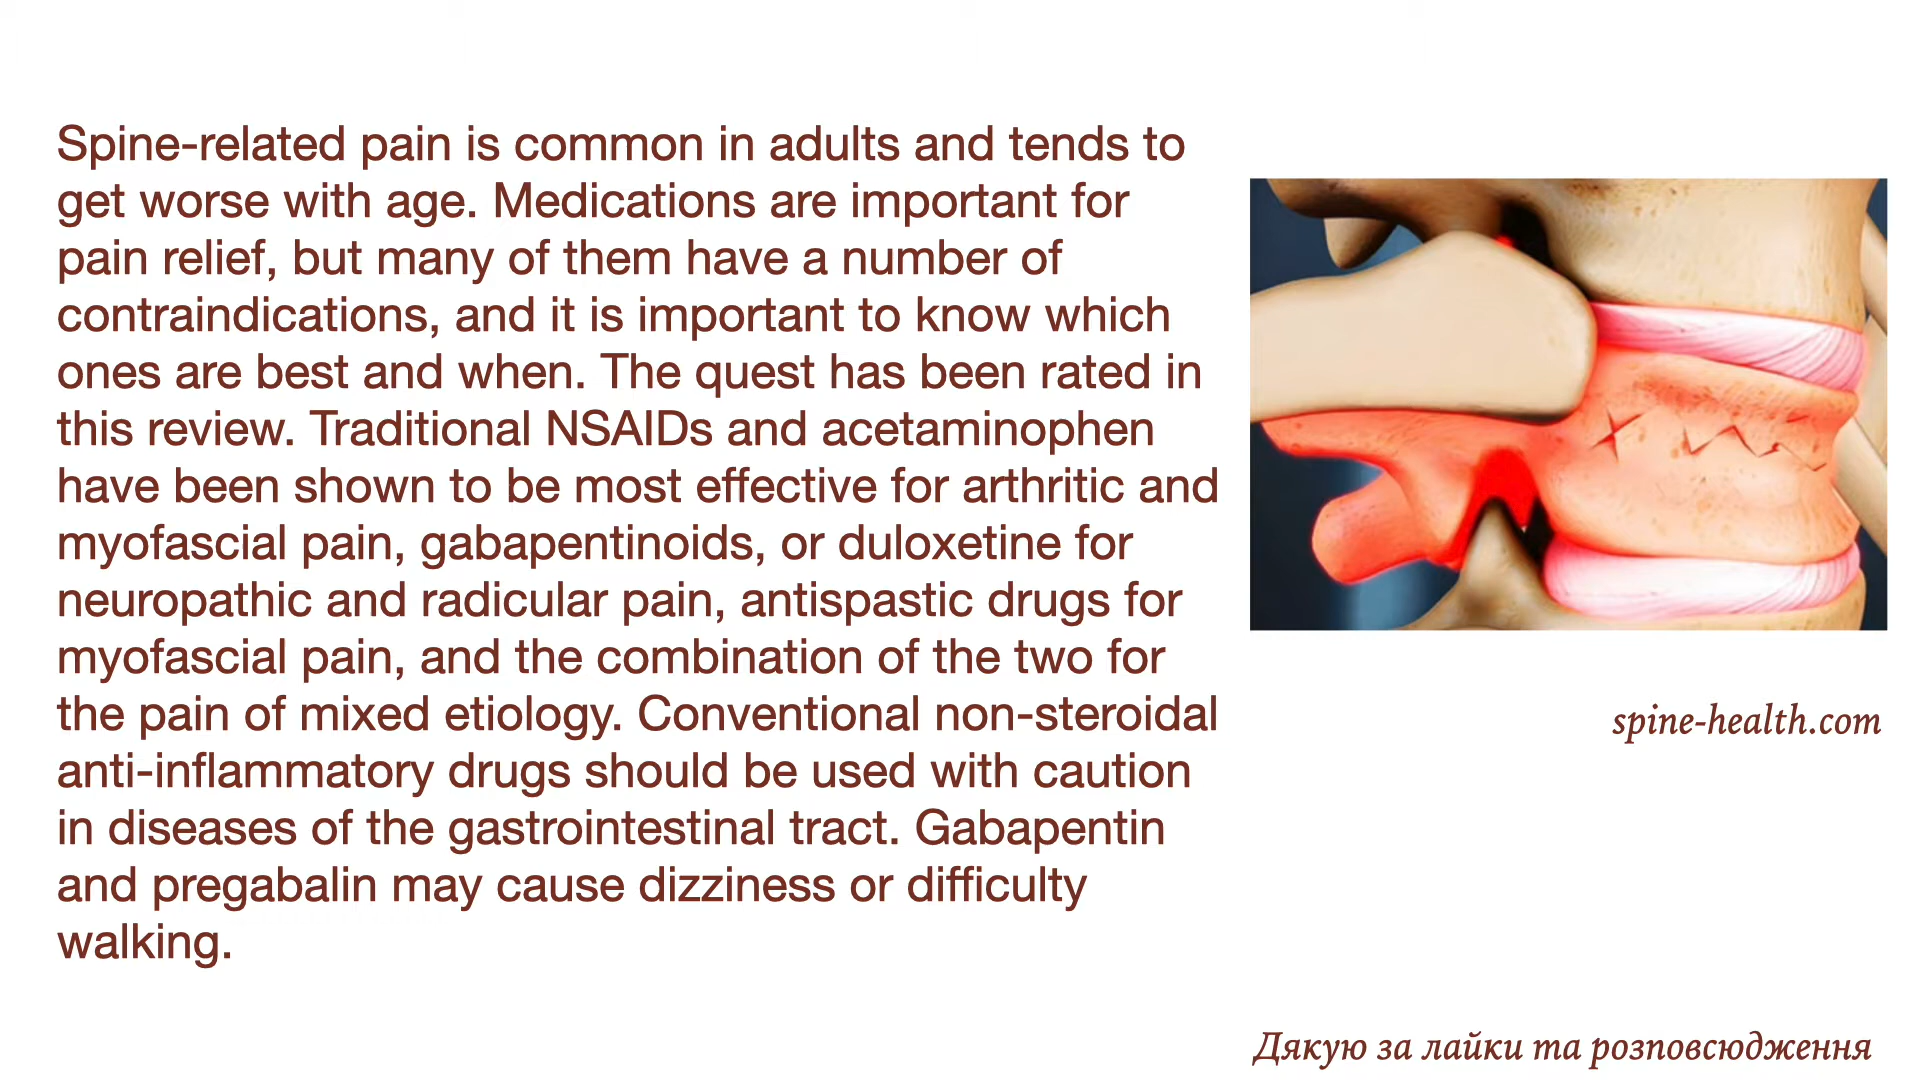 Spine-related pain is common in adults and tends to
get worse with age. Medications are important for
pain relief, but many of them have a number of
contraindications, and it is important to know which
ones are best and when. The quest has been rated in
this review. Traditional NSAIDs and acetaminophen
have been shown to be most effective for arthritic and
myofascial pain, gabapentinoids, or duloxetine for
neuropathic and radicular pain, antispastic drugs for
myofascial pain, and the combination of the two for
the pain of mixed etiology. Conventional non-steroidal
anti-inflammatory drugs should be used with caution
in diseases of the gastrointestinal tract. Gabapentin
and pregabalin may cause dizziness or difficulty
walking.
spine-health.com
Дякую за лайки та розповсюдження